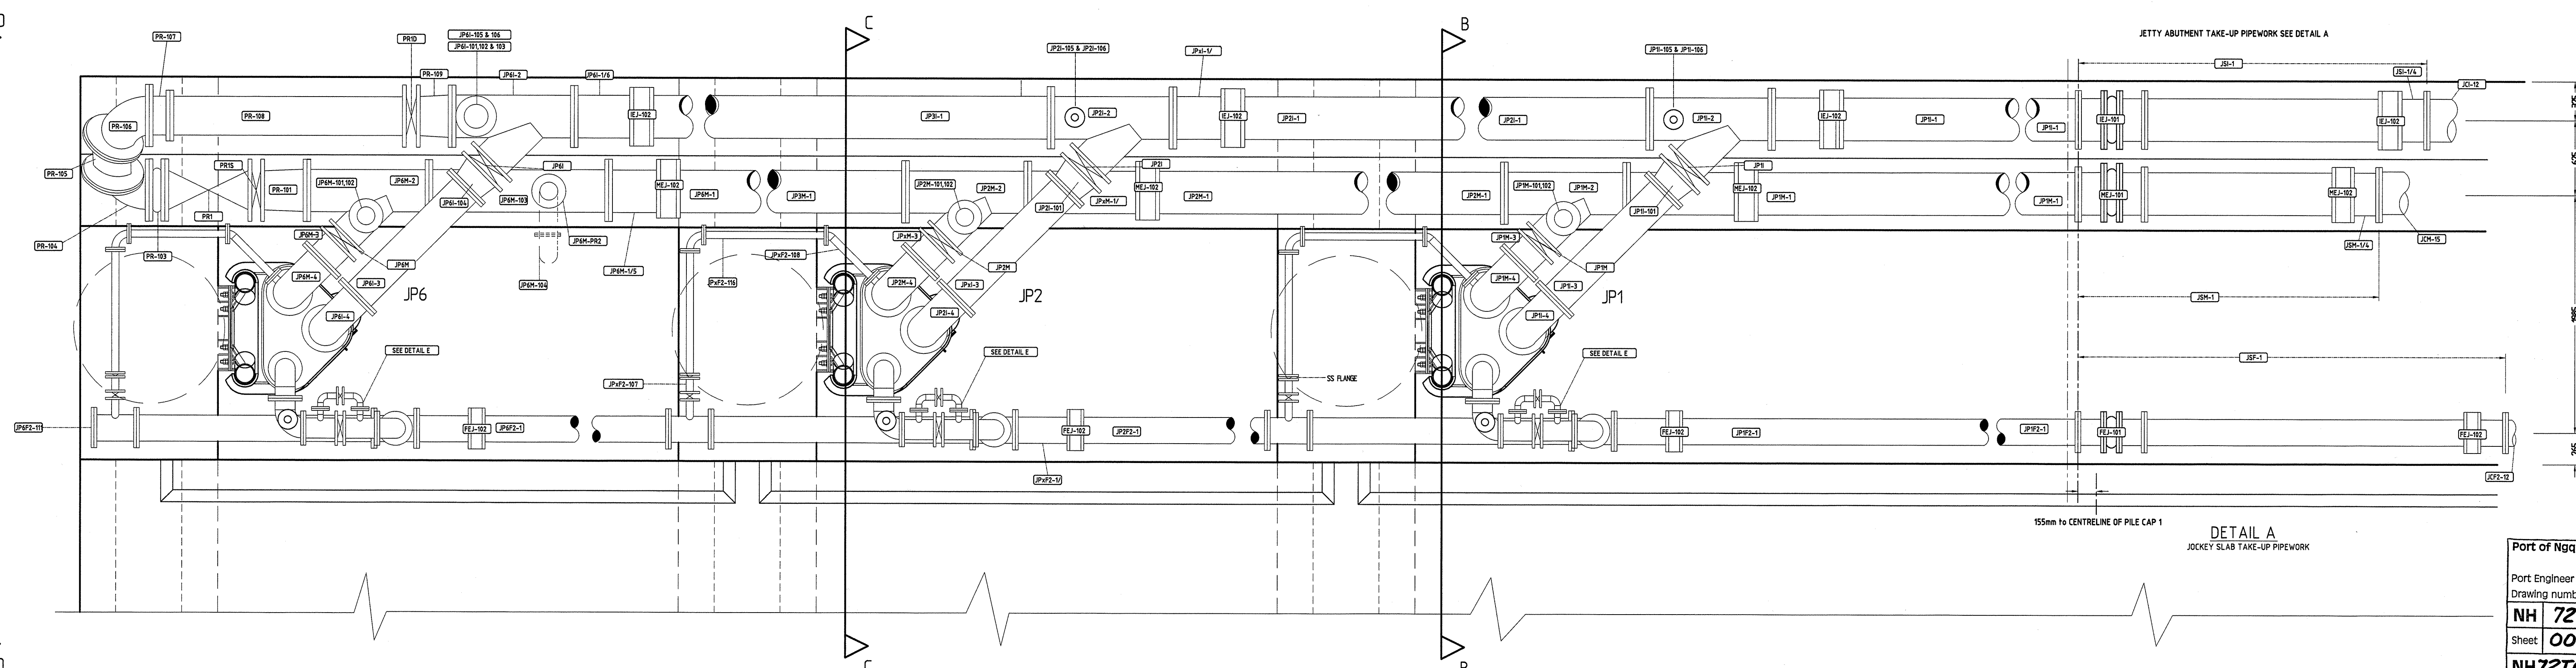 C
B
JETTY ABUTMENT TAKE-UP PIPEWORK SEE DETAIL A
PR-107
PR1D
JP6I-105 & 106
JP6I-101,102 & 103
JP2I-105 & JP2I-106
JPxI-1/
JP1I-105 & JP1I-106
JSI-1
JSI-1/4
JCI-12
PR-109
JP6I-2
JP6I-1/6
PR-106
PR-108
IEJ-102
JP3I-1
JP2I-2
IEJ-102
JP2I-1
JP2I-1
JP1I-2
IEJ-102
JP1I-1
JP1I-1
IEJ-101
IEJ-102
PR-105
PR1S
JP6I
JP2I
JP1I
PR-101
JP6M-101,102
JP6M-2
JP6I-104
JP6M-103
MEJ-102
JP6M-1
JP3M-1
JP2M-101,102
JP2M-2
JP2I-101
JPxM-1/
MEJ-102
JP2M-1
JP2M-1
JP1M-101,102
JP1M-2
JP1I-101
MEJ-102
JP1M-1
JP1M-1
MEJ-101
MEJ-102
PR-104
PR1
PR-103
JP6M-3
JP6M-PR2
JPxM-3
JP1M-3
JSM-1/4
JCM-15
JP6M
JP6M-4
JP6I-3
JP6M-104
JP6M-1/5
JPxF2-108
JPxF2-116
JP2M
JP2M-4
JPxI-3
JP1M
JP1M-4
JP1I-3
JP6
JP2
JP1
JSM-1
JP6I-4
JP2I-4
JP1I-4
SEE DETAIL E
SEE DETAIL E
SEE DETAIL E
JSF-1
JPxF2-107
SS FLANGE
JP6F2-111
FEJ-102
JP6F2-1
FEJ-102
JP2F2-1
FEJ-102
JP1F2-1
JP1F2-1
FEJ-101
FEJ-102
JPxF2-1/
JCF2-12
155mm to CENTRELINE OF PILE CAP 1
DETAIL A
JOCKEY SLAB TAKE-UP PIPEWORK
Port of Ngq
Port Engineer
Drawing numb
NH 72
Sheet 00